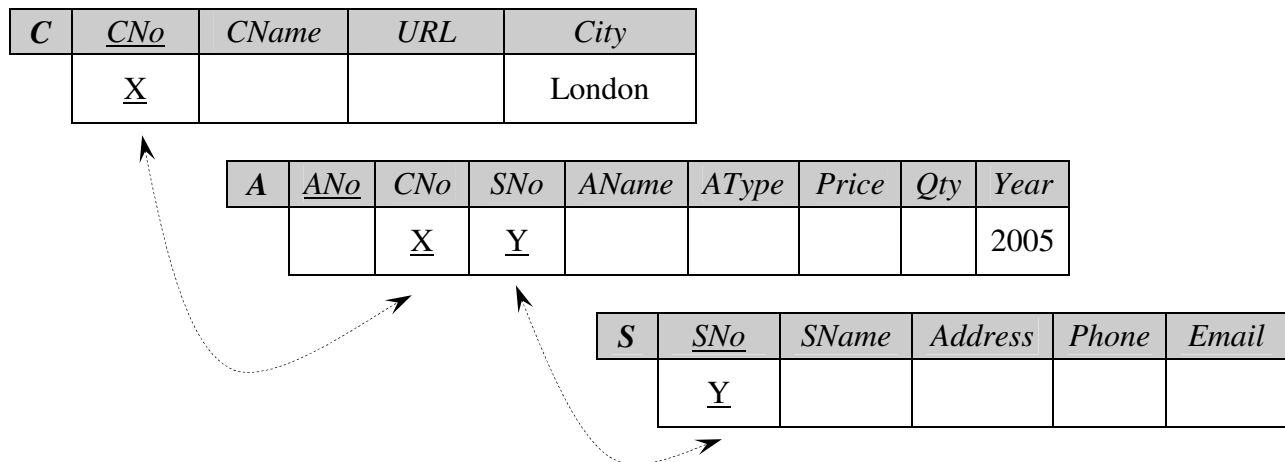 C CNo CName URL City
X London
A ANo CNo SNo AName AType Price Qty Year
X Y 2005
S SNo SName Address Phone Email
Y